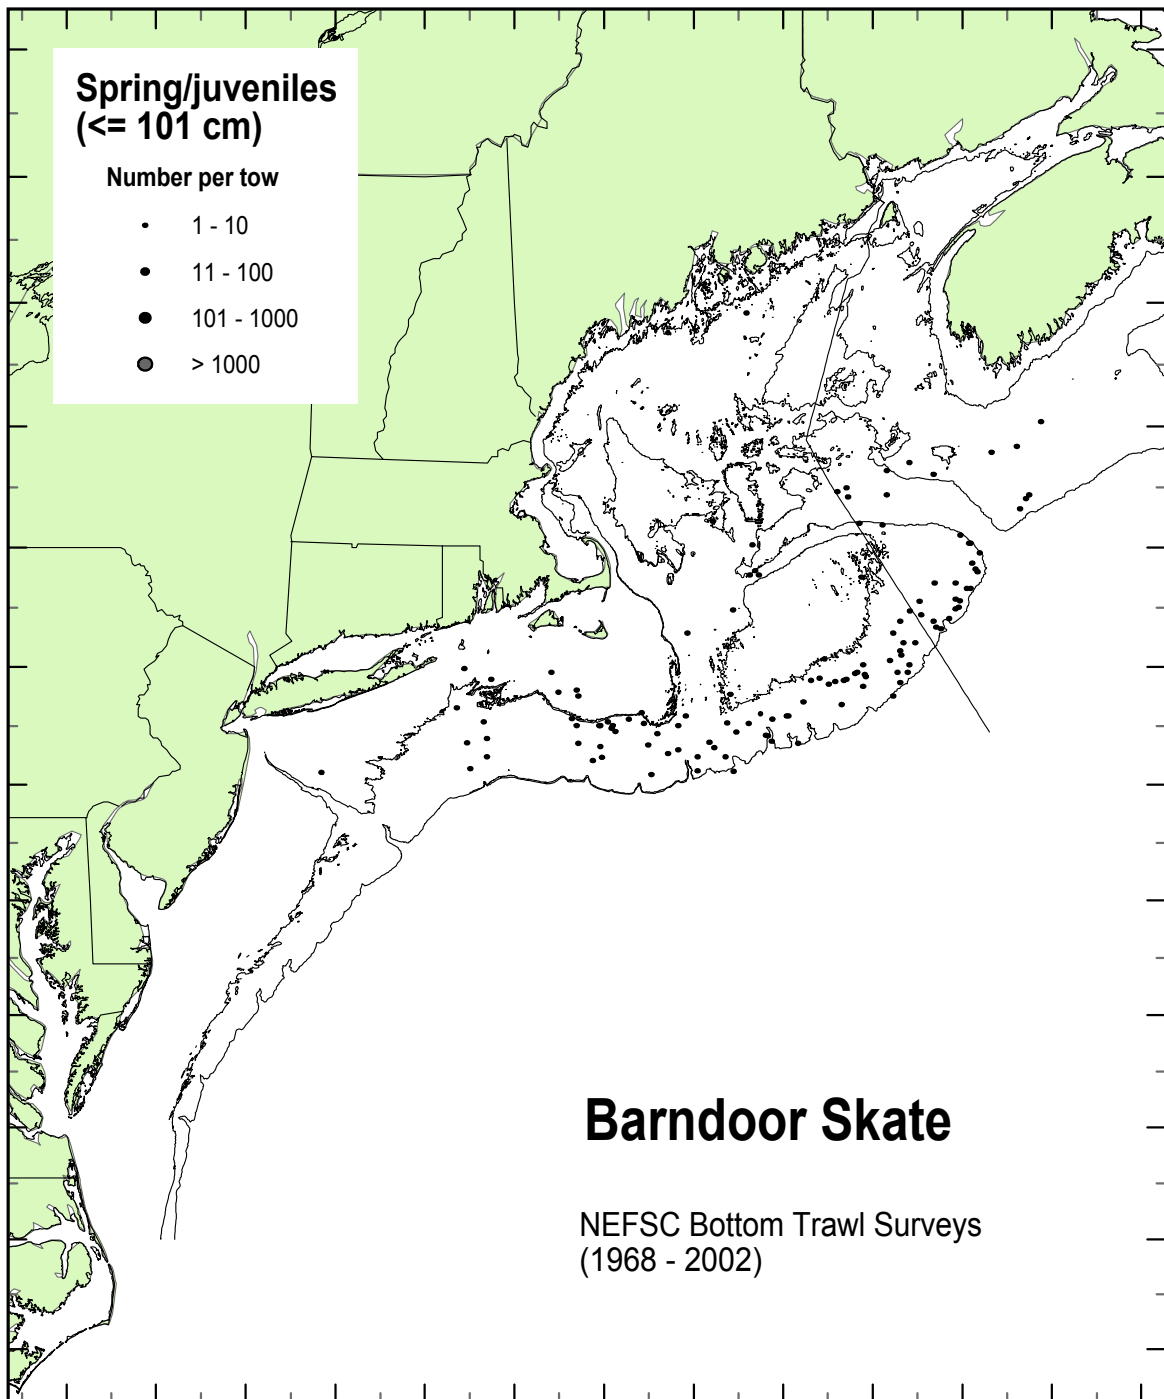 Spring/juveniles
(<= 101 cm)
Number per tow
1 - 10
11 - 100
101 - 1000
> 1000
Barndoor Skate
NEFSC Bottom Trawl Surveys
(1968 - 2002)